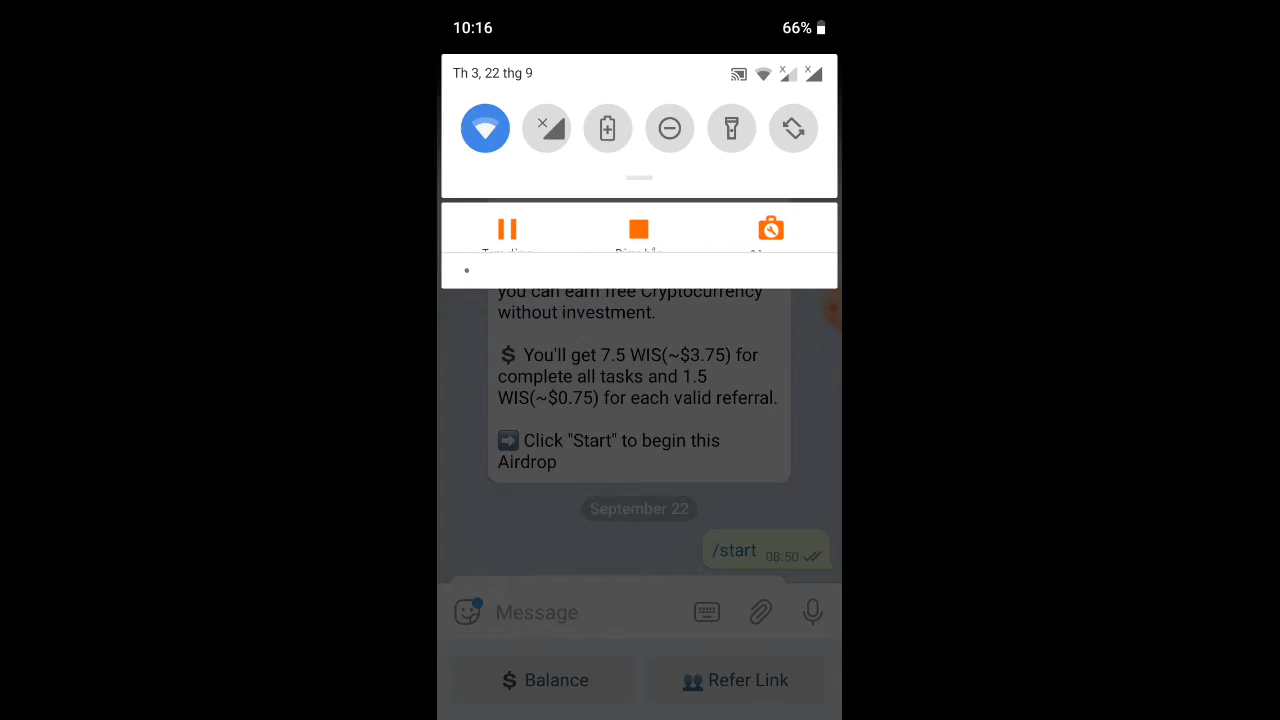 10:16
66%
Th 3, 22 thg 9
you can earn free Cryptocurrency
without investment.
$ You'll get 7.5 WIS(~$3.75) for
complete all tasks and 1.5
WIS(~$0.75) for each valid referral.
➡ Click "Start" to begin this
Airdrop
September 22
/start 08:50
Message
$ Balance
👥 Refer Link